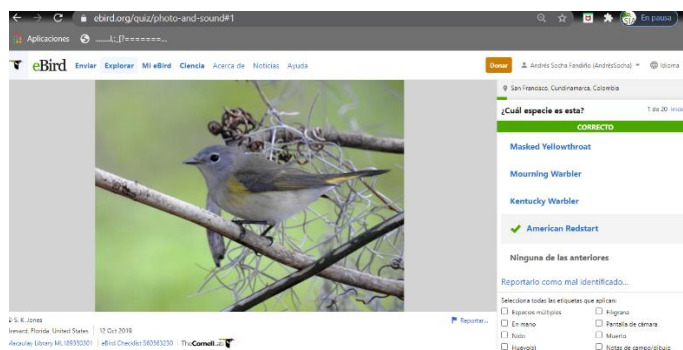 ebird.org/quiz/photo-and-sound#1
En pausa
Aplicaciones
eBird Enviar Explorar Mi eBird Ciencia Acerca de Noticias Ayuda
Donar Andrés Socha Fandiño (AndrésSocha) Idioma
San Francisco, Cundinamarca, Colombia
¿Cuál especie es esta? 1 de 20
CORRECTO
Masked Yellowthroat
Mourning Warbler
Kentucky Warbler
American Redstart
Ninguna de las anteriores
Reportarlo como mal identificado...
Selecciona todas las etiquetas que aplican:
Especies múltiples Filigrana
En mano Pantalla de cámara
Nido Muerto
Huevo(s) Notas de campo/dibujo
S. K. Jones Reportar...
Florida, United States 12 Oct 2019
Macaulay Library eBird Checklist TheCornellLab